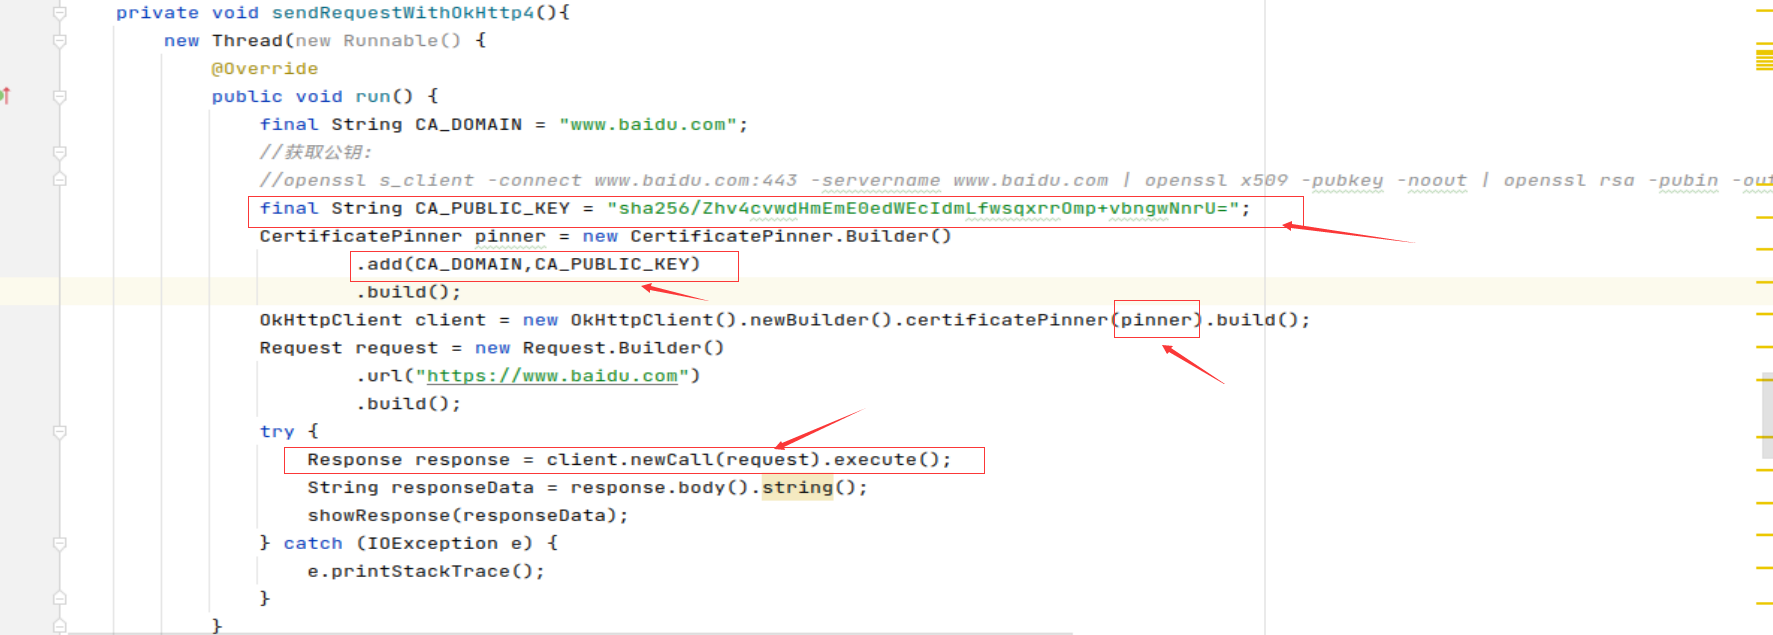 private void sendRequestWithOkHttp4(){
new Thread(new Runnable() {
@Override
public void run() {
final String CA_DOMAIN = "www.baidu.com";
//获取公钥:
//openssl s_client -connect www.baidu.com:443 -servername www.baidu.com | openssl x509 -pubkey -noout | openssl rsa -pubin -out
final String CA_PUBLIC_KEY = "sha256/Zhv4cvwdHmEmE0edWEcIdmLfwsqxrrOmp+vbngwNnrU=";
CertificatePinner pinner = new CertificatePinner.Builder()
.add(CA_DOMAIN,CA_PUBLIC_KEY)
.build();
OkHttpClient client = new OkHttpClient().newBuilder().certificatePinner(pinner).build();
Request request = new Request.Builder()
.url("https://www.baidu.com")
.build();
try {
Response response = client.newCall(request).execute();
String responseData = response.body().string();
showResponse(responseData);
} catch (IOException e) {
e.printStackTrace();
}
}